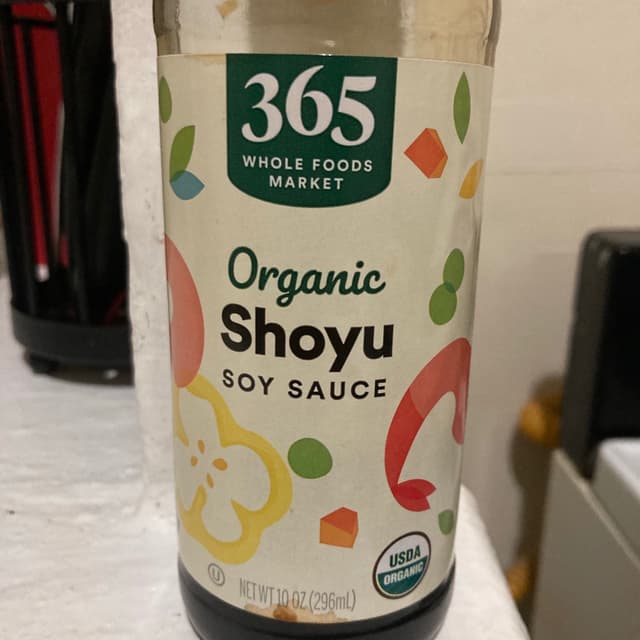 365
WHOLE FOODS
MARKET
Organic
Shoyu
SOY SAUCE
USDA
ORGANIC
U
NET WT 10 OZ (296mL)